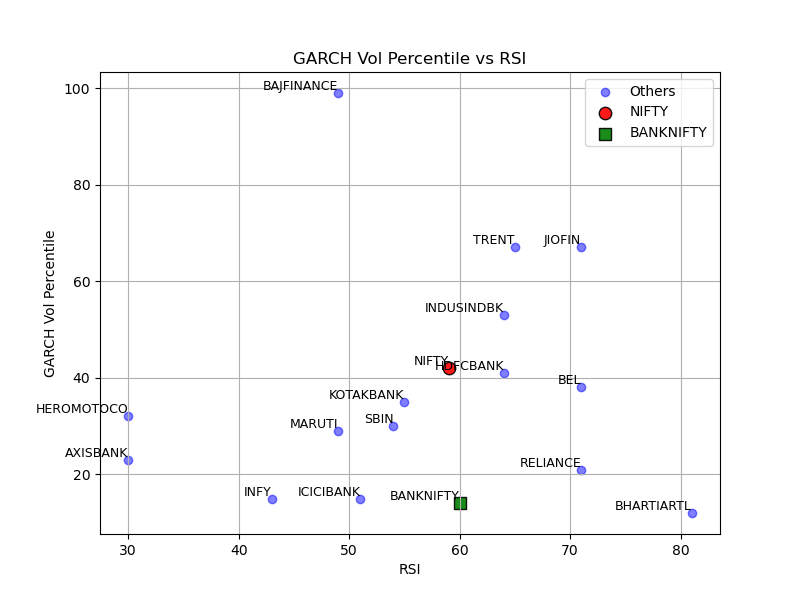 GARCH Vol Percentile vs RSI
BAJFINANCE
Others
NIFTY
BANKNIFTY
TRENT
JIOFIN
INDUSINDBK
NIFTY
HDFCBANK
BEL
KOTAKBANK
HEROMOTOCO
SBIN
MARUTI
AXISBANK
RELIANCE
INFY
ICICIBANK
BANKNIFTY
BHARTIARTL
100
80
60
40
20
30
40
50
60
70
80
RSI
GARCH Vol Percentile